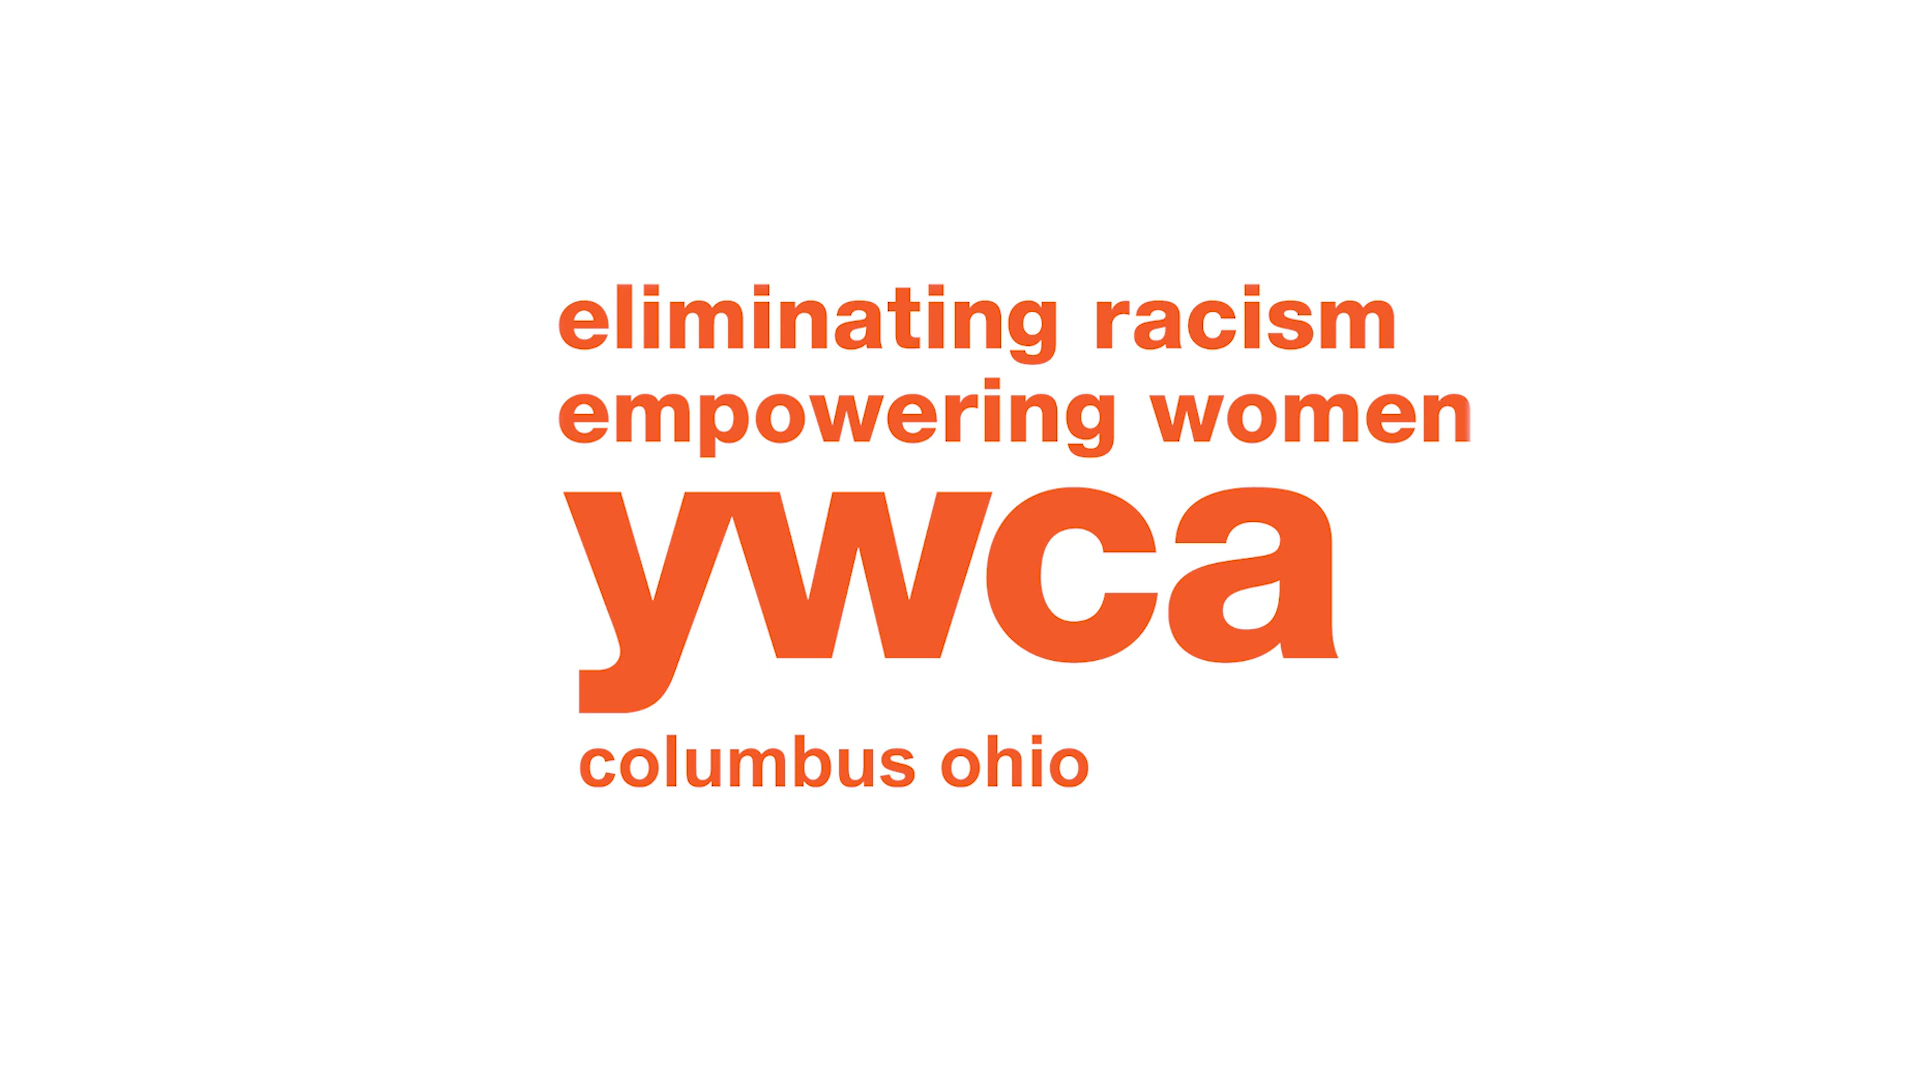 eliminating racism
empowering women
ywca
columbus ohio